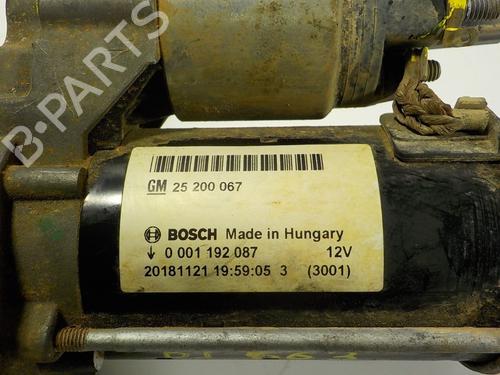 GM 25 200 067
BOSCH Made in Hungary
0 001 192 087 12V
20181121 19:59:05 3 (3001)